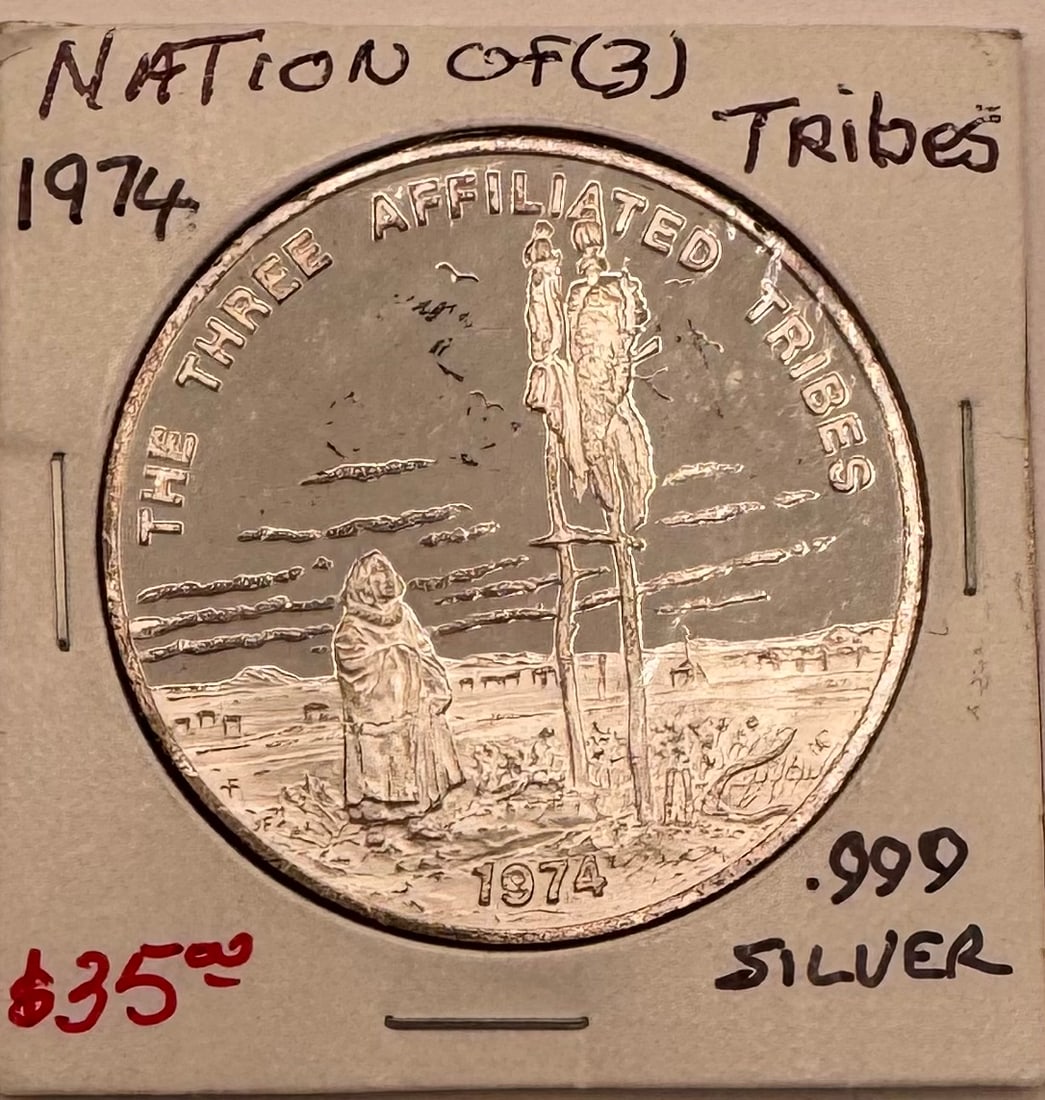 NATION OF(3)
TRibes
1974
THE THREE AFFILIATED TRIBES
1974
.999
SILVER
$35.00